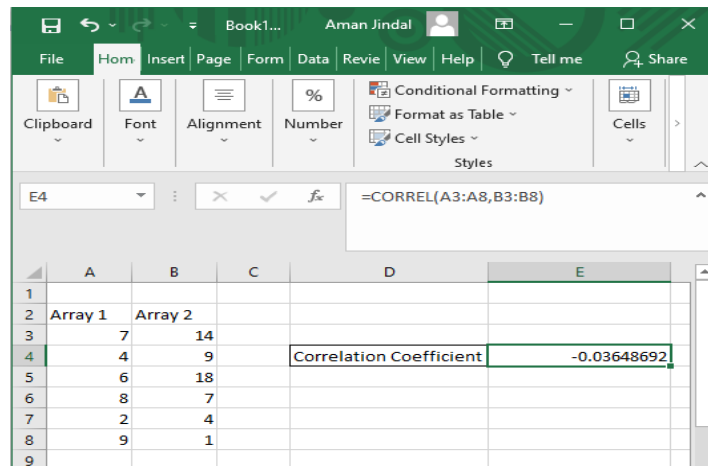 Book1... Aman Jindal
File Hom Insert Page Form Data Revie View Help Tell me Share
Clipboard Font Alignment Number Conditional Formatting Format as Table Cell Styles Styles Cells
%
E4 fx =CORREL(A3:A8,B3:B8)
A B C D E
1
2 Array 1 Array 2
3 7 14
4 4 9 Correlation Coefficient -0.03648692
5 6 18
6 8 7
7 2 4
8 9 1
9